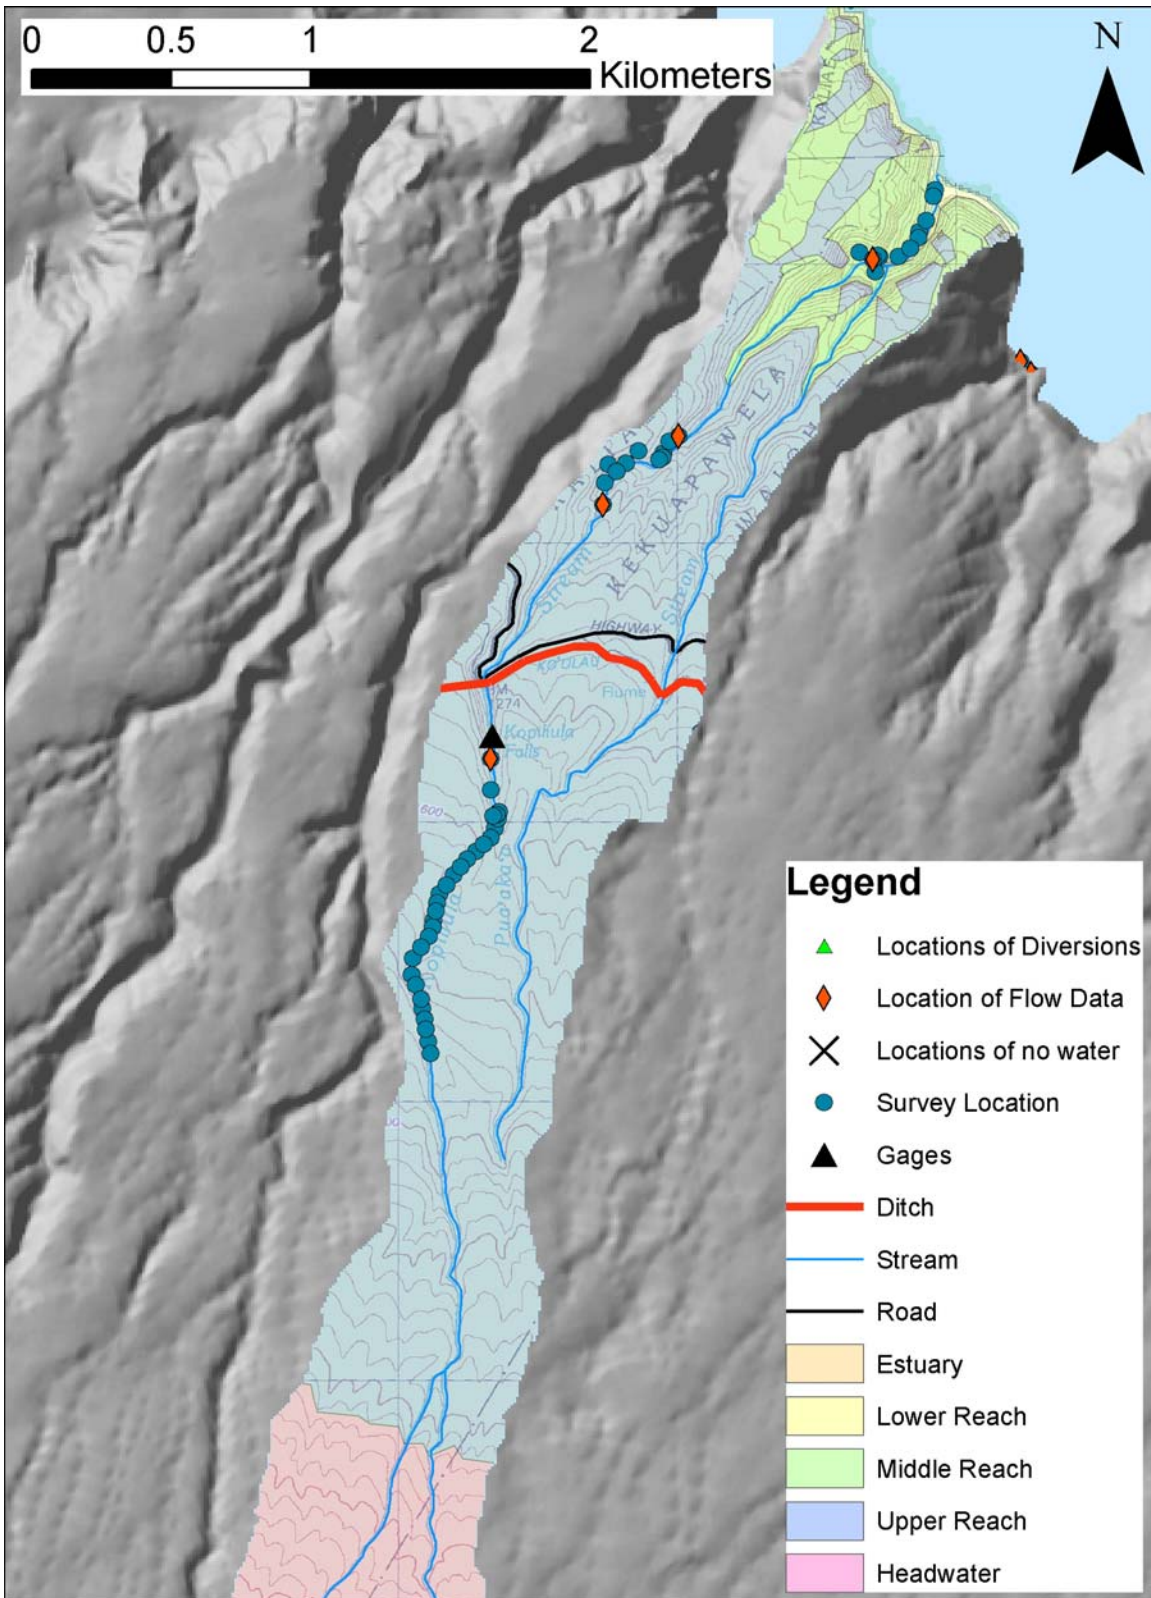 0 0.5 1 2
Kilometers
N
KEKUAPAWELA
Stream
Stream
HIGHWAY
KO'OLAU
Flume
BM
274
Kopiliula
Falls
600
Pua'aka'a
Legend
Locations of Diversions
Location of Flow Data
Locations of no water
Survey Location
Gages
Ditch
Stream
Road
Estuary
Lower Reach
Middle Reach
Upper Reach
Headwater